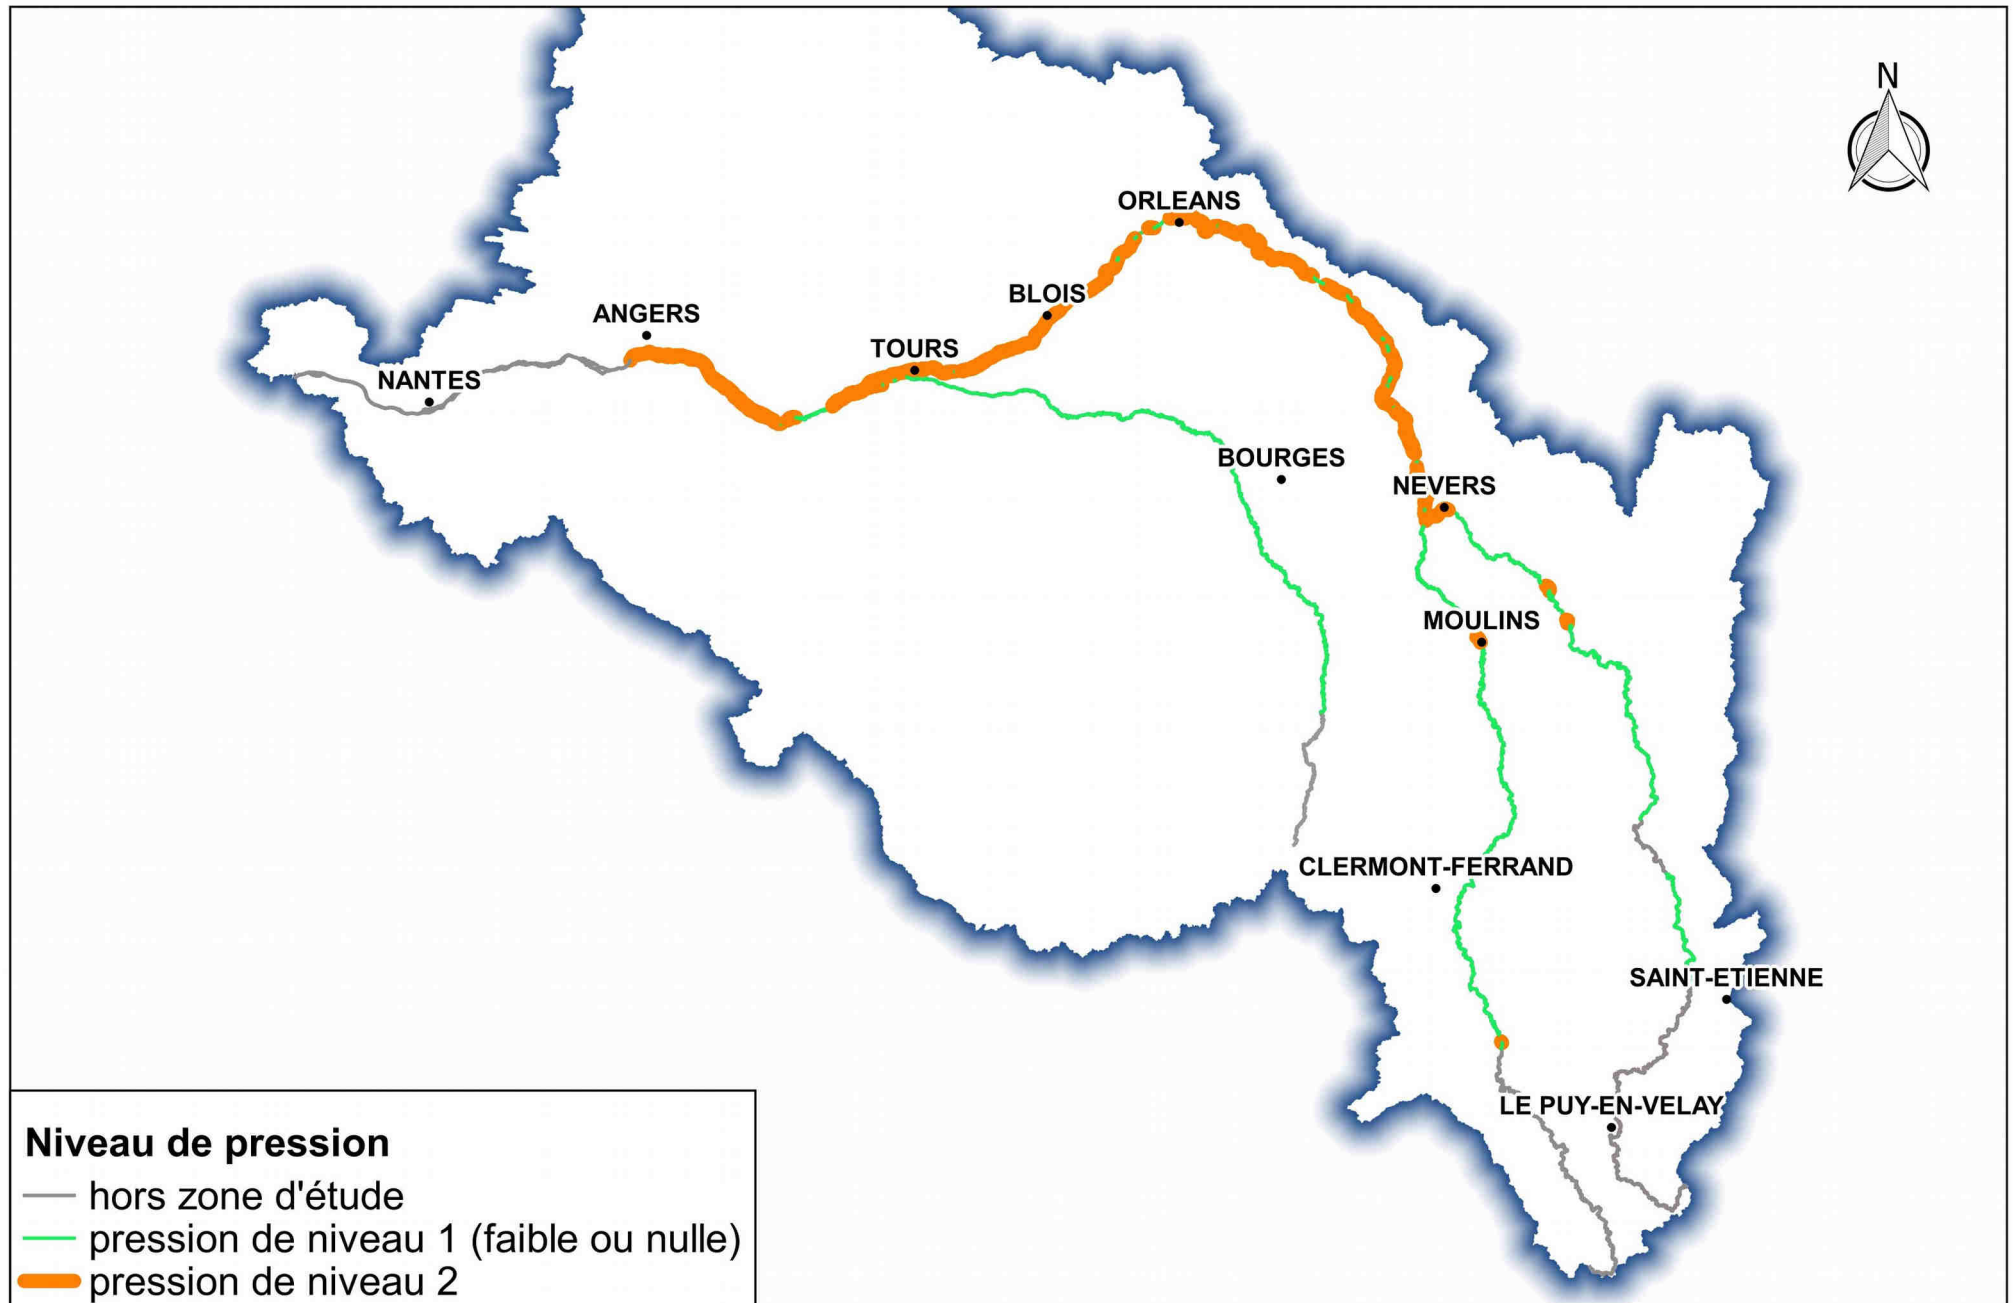 N
ORLEANS
BLOIS
ANGERS
TOURS
NANTES
BOURGES
NEVERS
MOULINS
CLERMONT-FERRAND
SAINT-ETIENNE
LE PUY-EN-VELAY
Niveau de pression
hors zone d'étude
pression de niveau 1 (faible ou nulle)
pression de niveau 2